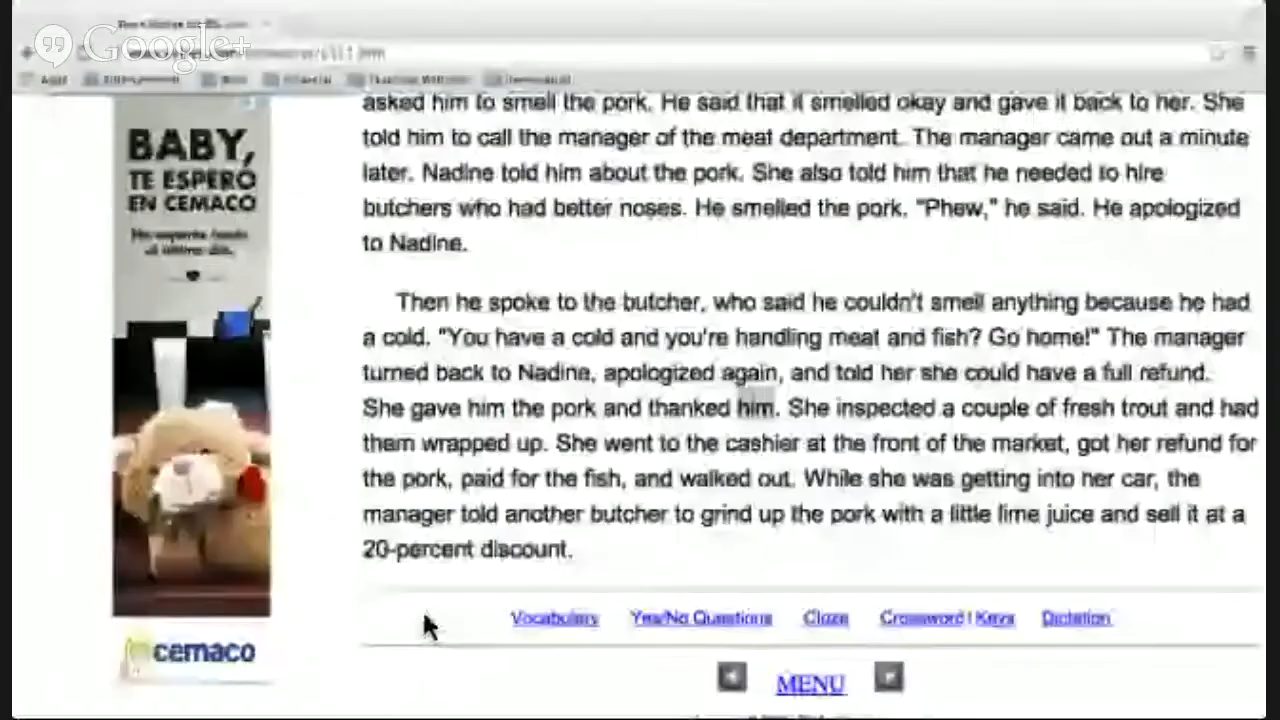 Google+
asked him to smell the pork. He said that it smelled okay and gave it back to her. She
told him to call the manager of the meat department. The manager came out a minute
later. Nadine told him about the pork. She also told him that he needed to hire
butchers who had better noses. He smelled the pork. "Phew," he said. He apologized
to Nadine.
Then he spoke to the butcher, who said he couldn't smell anything because he had
a cold. "You have a cold and you're handling meat and fish? Go home!" The manager
turned back to Nadine, apologized again, and told her she could have a full refund.
She gave him the pork and thanked him. She inspected a couple of fresh trout and had
them wrapped up. She went to the cashier at the front of the market, got her refund for
the pork, paid for the fish, and walked out. While she was getting into her car, the
manager told another butcher to grind up the pork with a little lime juice and sell it at a
20-percent discount.
BABY,
TE ESPERO
EN CEMACO
cemaco
Vocabulary Yes/No Questions Cloze Crossword | Keys Dictation
MENU